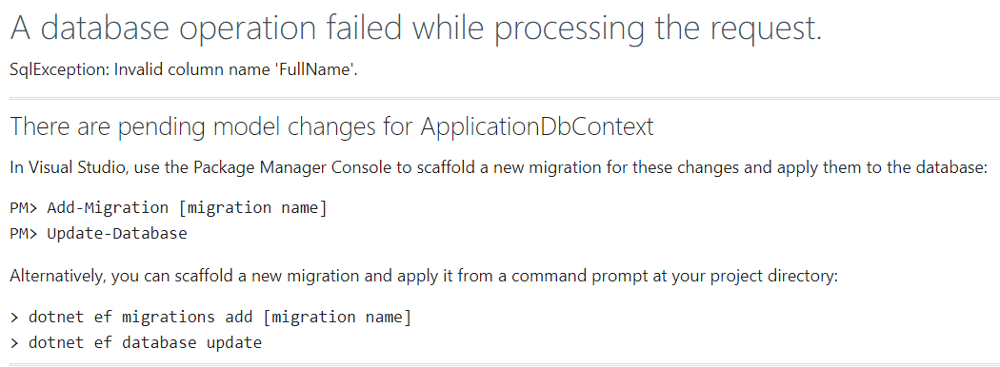 A database operation failed while processing the request.
SqlException: Invalid column name 'FullName'.
There are pending model changes for ApplicationDbContext
In Visual Studio, use the Package Manager Console to scaffold a new migration for these changes and apply them to the database:
PM> Add-Migration [migration name]
PM> Update-Database
Alternatively, you can scaffold a new migration and apply it from a command prompt at your project directory:
> dotnet ef migrations add [migration name]
> dotnet ef database update